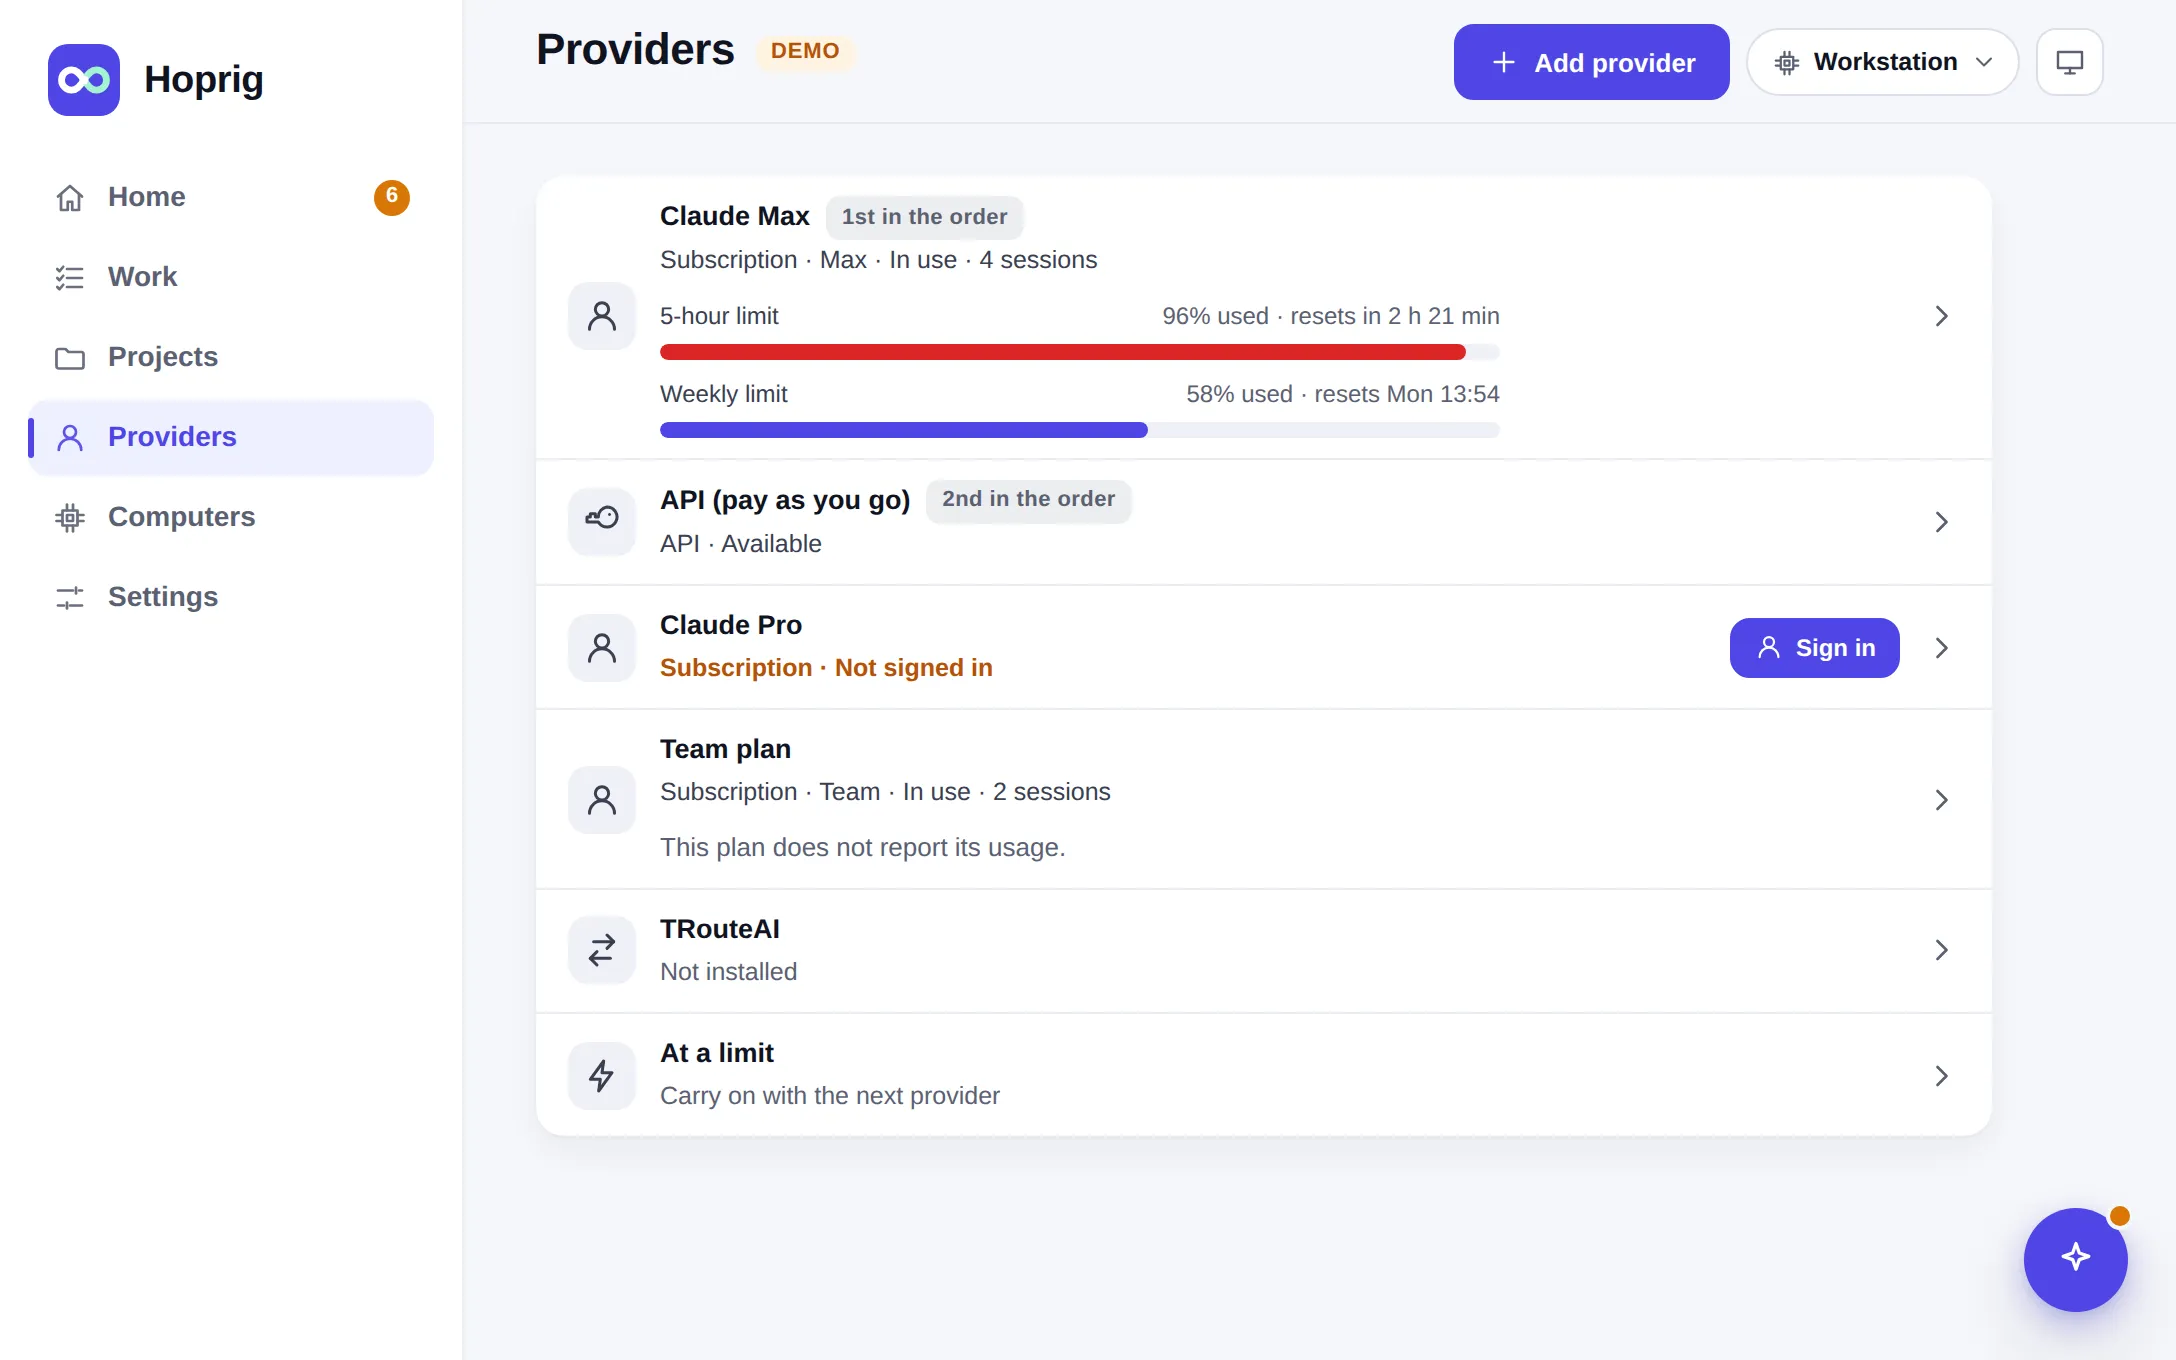 Hoprig
Home 6
Work
Projects
Providers
Computers
Settings
Providers DEMO
Add provider
Workstation
Claude Max 1st in the order
Subscription · Max · In use · 4 sessions
5-hour limit 96% used · resets in 2 h 21 min
Weekly limit 58% used · resets Mon 13:54
API (pay as you go) 2nd in the order
API · Available
Claude Pro
Subscription · Not signed in
Sign in
Team plan
Subscription · Team · In use · 2 sessions
This plan does not report its usage.
TRouteAI
Not installed
At a limit
Carry on with the next provider